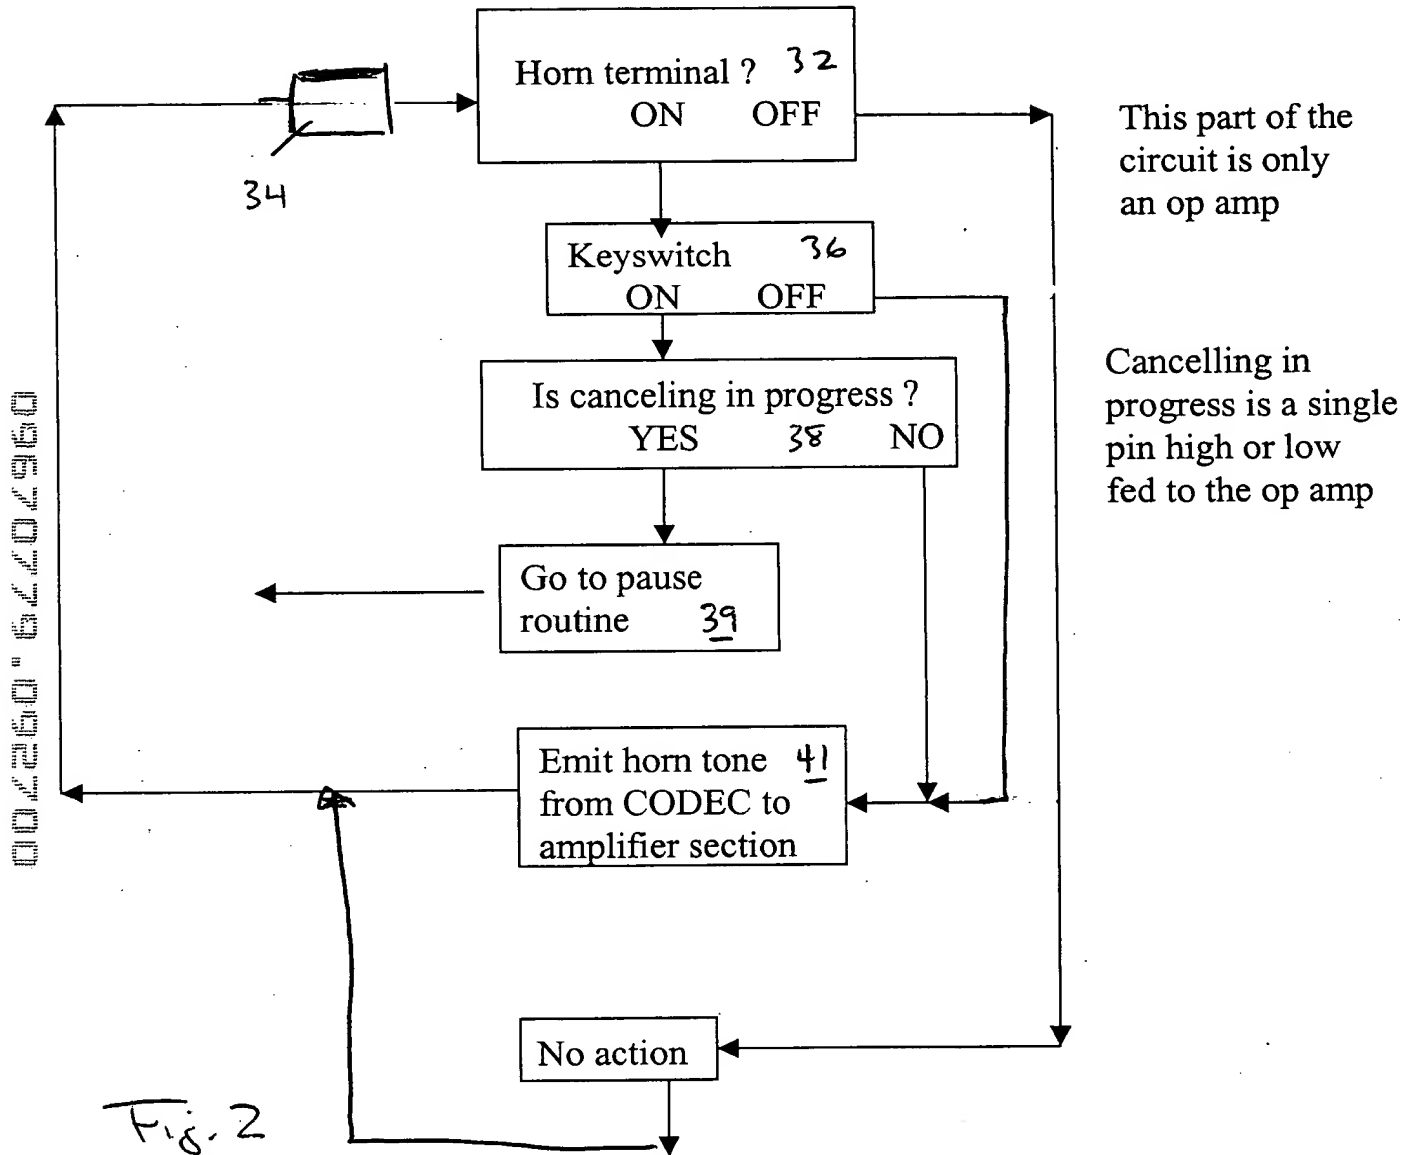 Horn terminal ? 32
ON OFF
34
This part of the
circuit is only
an op amp
Keyswitch 36
ON OFF
Is canceling in progress ?
YES 38 NO
Cancelling in
progress is a single
pin high or low
fed to the op amp
Go to pause
routine 39
Emit horn tone 41
from CODEC to
amplifier section
No action
Fig. 2
09670779.092700